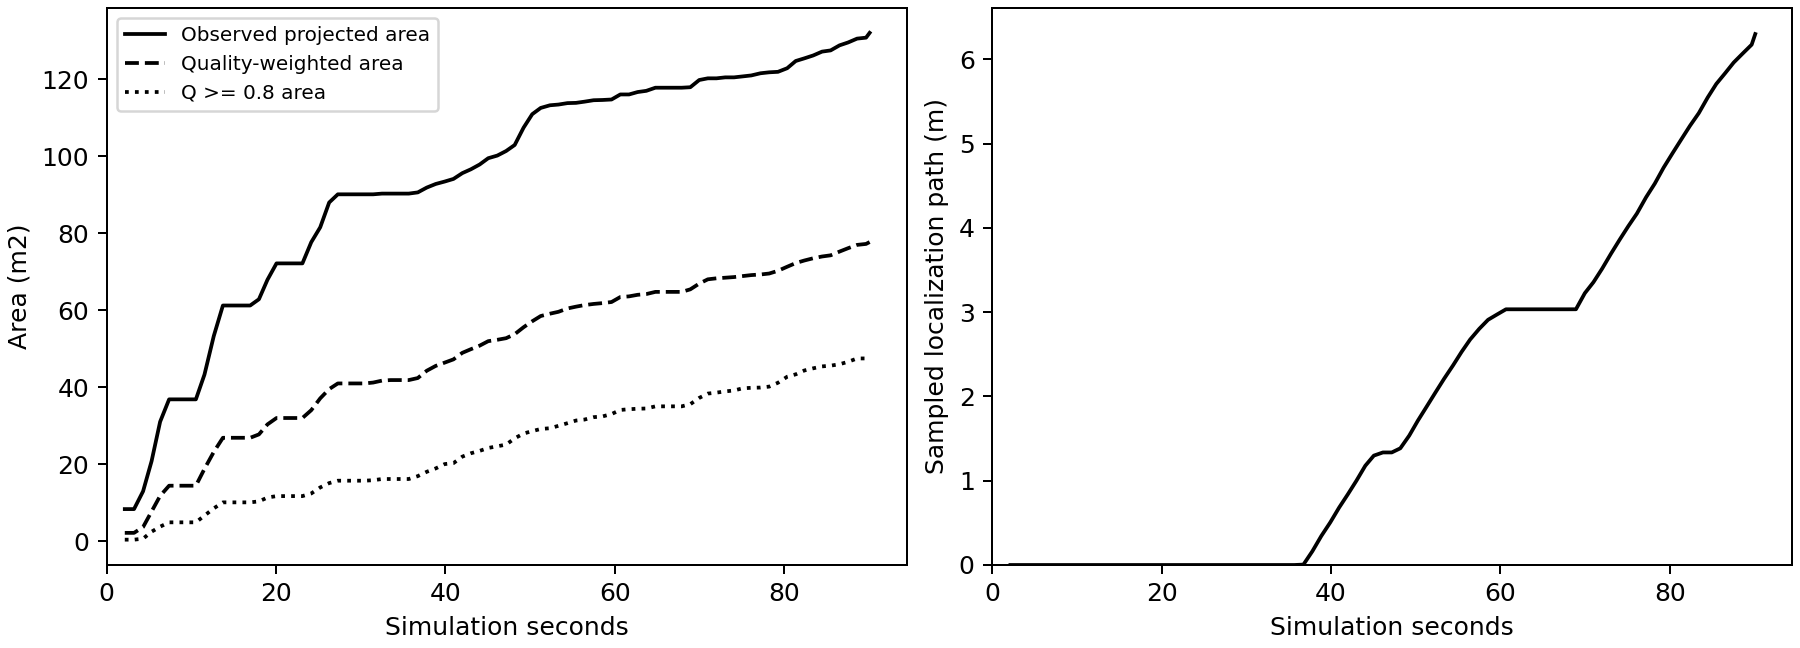 Observed projected area
Quality-weighted area
Q >= 0.8 area
Area (m2)
120
100
80
60
40
20
0
0 20 40 60 80
Simulation seconds
Sampled localization path (m)
6
5
4
3
2
1
0
0 20 40 60 80
Simulation seconds